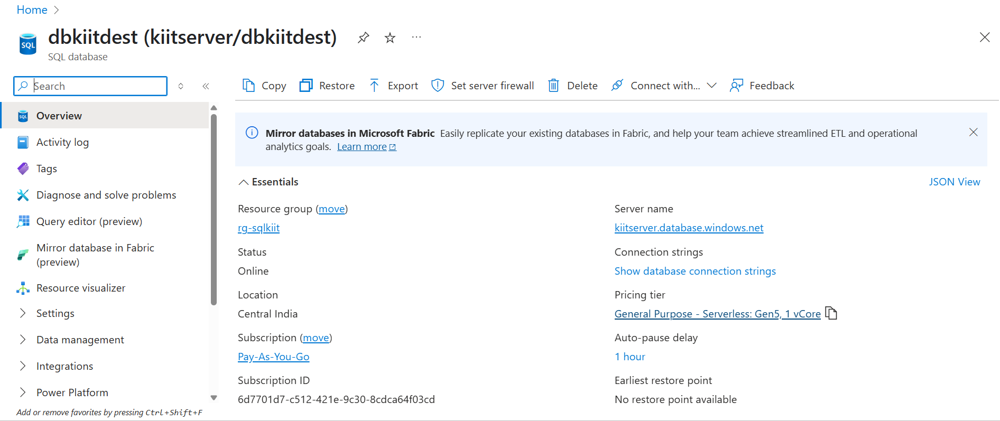 Home
dbkiitdest (kiitserver/dbkiitdest)
SQL
SQL database
Search
Copy
Restore
Export
Set server firewall
Delete
Connect with...
Feedback
SQL
Overview
Activity log
Tags
Diagnose and solve problems
Query editor (preview)
Mirror database in Fabric
(preview)
Resource visualizer
Settings
Data management
Integrations
Power Platform
Add or remove favorites by pressing Ctrl+Shift+F
Mirror databases in Microsoft Fabric Easily replicate your existing databases in Fabric, and help your team achieve streamlined ETL and operational
analytics goals. Learn more
Essentials
JSON View
Resource group (move)
rg-sqlkiit
Status
Online
Location
Central India
Subscription (move)
Pay-As-You-Go
Subscription ID
6d7701d7-c512-421e-9c30-8cdca64f03cd
Server name
kiitserver.database.windows.net
Connection strings
Show database connection strings
Pricing tier
General Purpose - Serverless: Gen5, 1 vCore
Auto-pause delay
1 hour
Earliest restore point
No restore point available